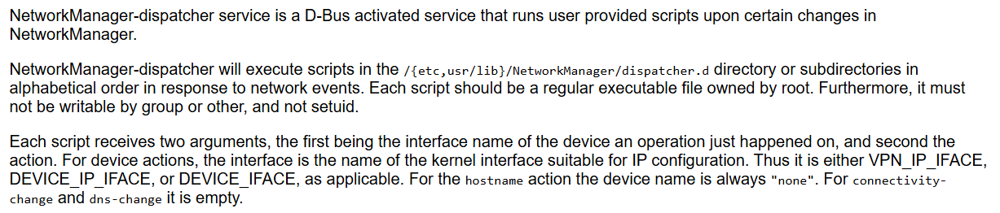 NetworkManager-dispatcher service is a D-Bus activated service that runs user provided scripts upon certain changes in
NetworkManager.
NetworkManager-dispatcher will execute scripts in the /{etc,usr/lib}/NetworkManager/dispatcher.d directory or subdirectories in
alphabetical order in response to network events. Each script should be a regular executable file owned by root. Furthermore, it must
not be writable by group or other, and not setuid.
Each script receives two arguments, the first being the interface name of the device an operation just happened on, and second the
action. For device actions, the interface is the name of the kernel interface suitable for IP configuration. Thus it is either VPN_IP_IFACE,
DEVICE_IP_IFACE, or DEVICE_IFACE, as applicable. For the hostname action the device name is always "none". For connectivity-
change and dns-change it is empty.